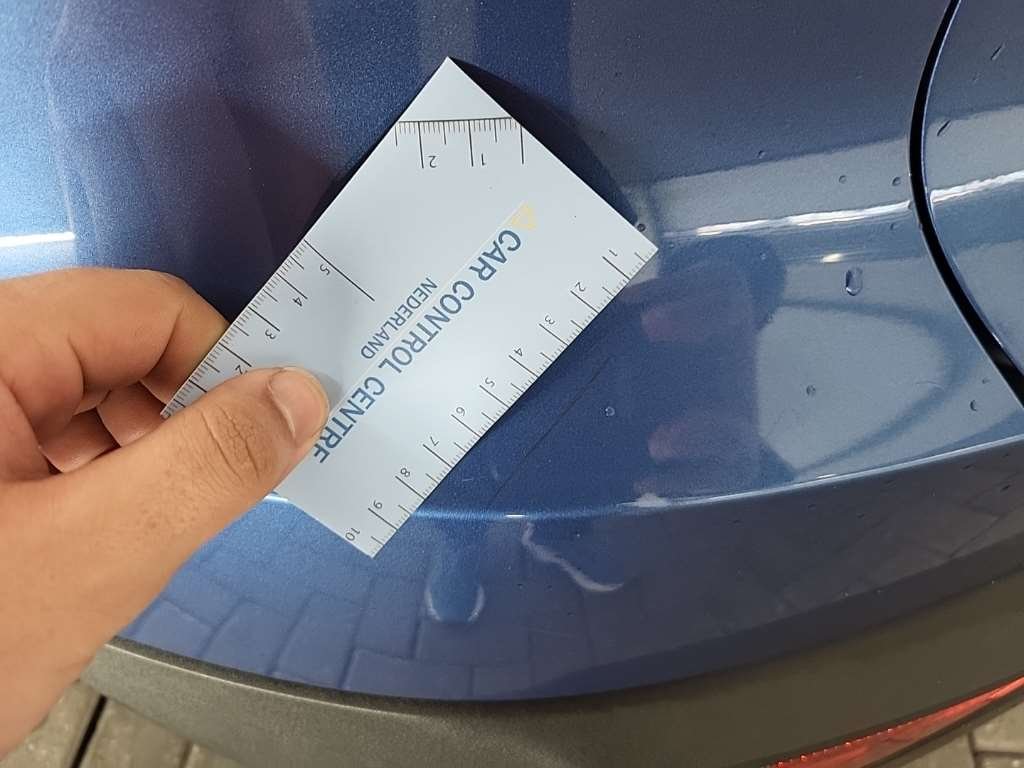 CAR CONTROL CENTRE
NEDERLAND
1 2 3 4 5 6 7 8 9 10
5 4 3 2
2 1